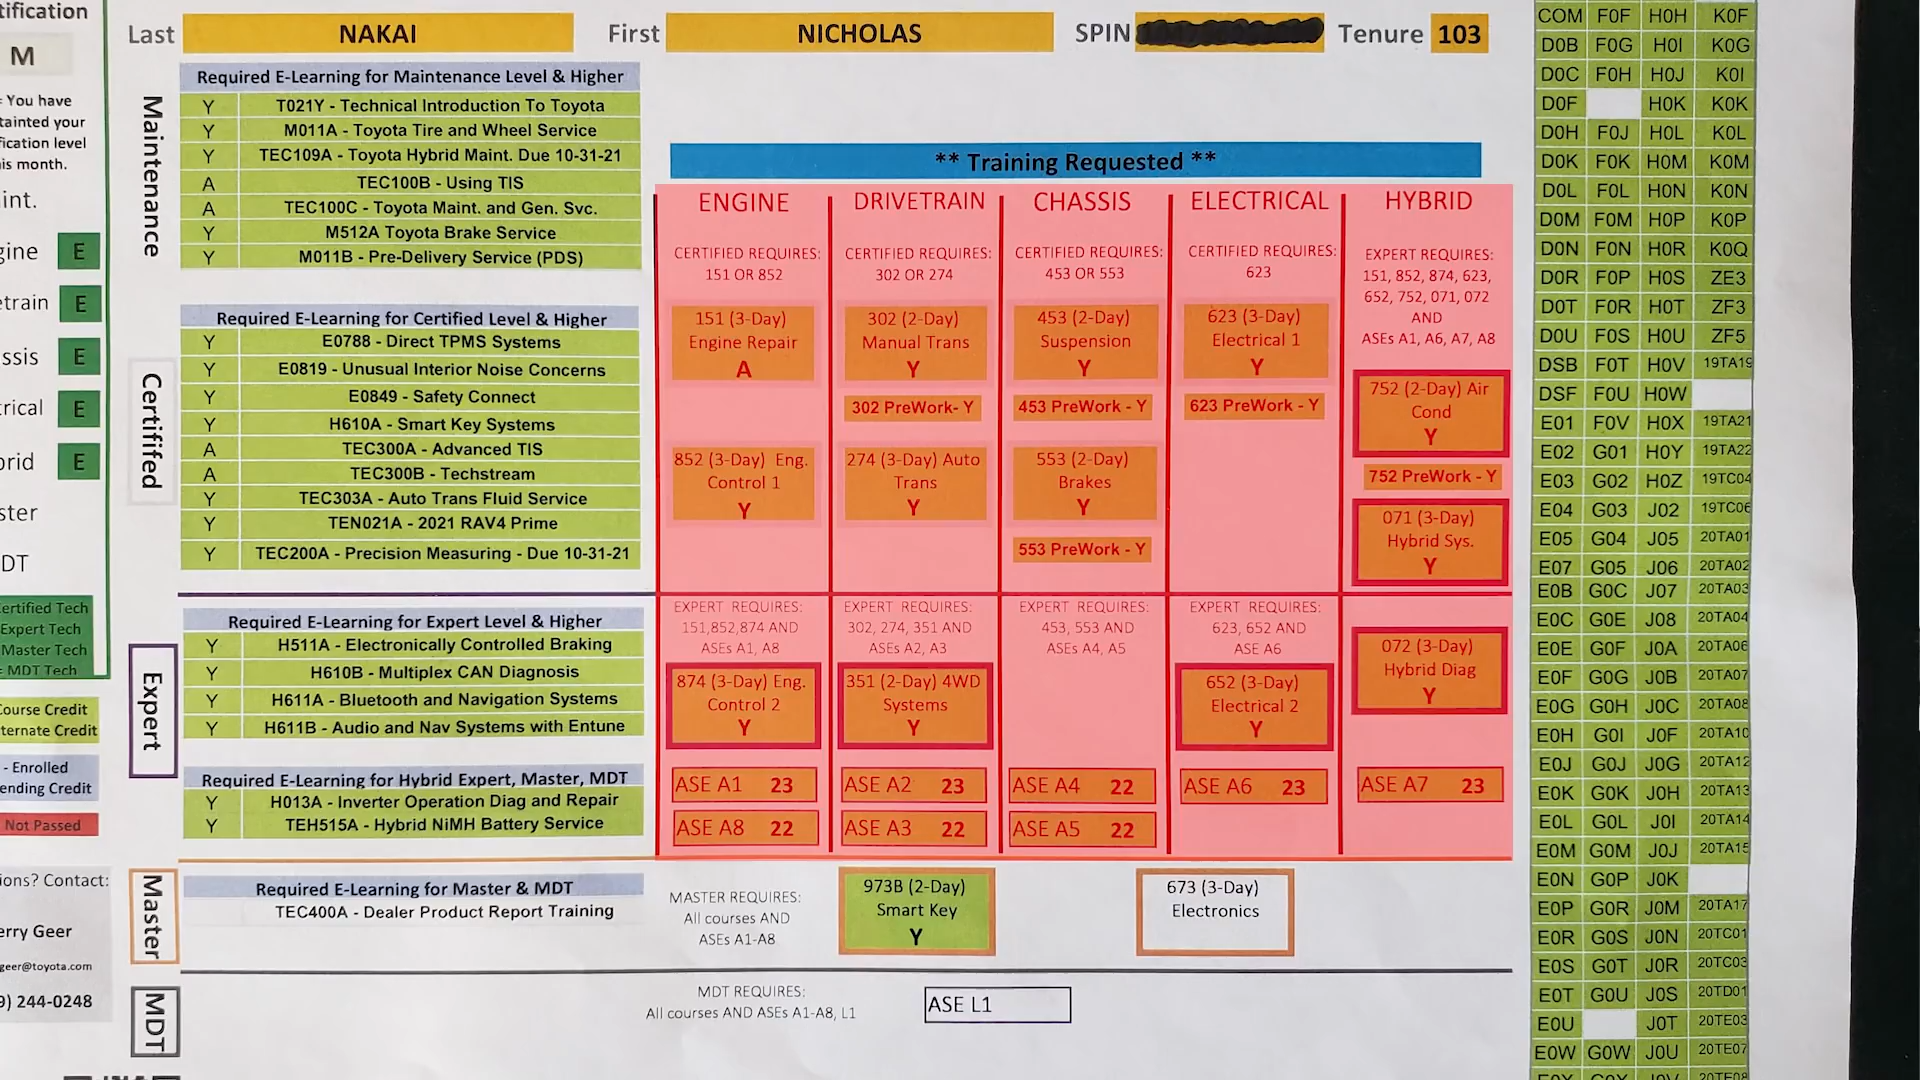 tification
M
= You have
tainted your
fication level
is month.
int.
gine E
etrain E
ssis E
trical E
brid E
ster
DT
ertified Tech
Expert Tech
Master Tech
= MDT Tech
Course Credit
ternate Credit
- Enrolled
ending Credit
Not Passed
ions? Contact:
erry Geer
geer@toyota.com
9) 244-0248
Last NAKAI First NICHOLAS SPIN Tenure 103
Maintenance
Required E-Learning for Maintenance Level & Higher
Y T021Y - Technical Introduction To Toyota
Y M011A - Toyota Tire and Wheel Service
Y TEC109A - Toyota Hybrid Maint. Due 10-31-21
A TEC100B - Using TIS
A TEC100C - Toyota Maint. and Gen. Svc.
Y M512A Toyota Brake Service
Y M011B - Pre-Delivery Service (PDS)
Certififed
Required E-Learning for Certified Level & Higher
Y E0788 - Direct TPMS Systems
Y E0819 - Unusual Interior Noise Concerns
Y E0849 - Safety Connect
Y H610A - Smart Key Systems
A TEC300A - Advanced TIS
A TEC300B - Techstream
Y TEC303A - Auto Trans Fluid Service
Y TEN021A - 2021 RAV4 Prime
Y TEC200A - Precision Measuring - Due 10-31-21
Expert
Required E-Learning for Expert Level & Higher
Y H511A - Electronically Controlled Braking
Y H610B - Multiplex CAN Diagnosis
Y H611A - Bluetooth and Navigation Systems
Y H611B - Audio and Nav Systems with Entune
Required E-Learning for Hybrid Expert, Master, MDT
Y H013A - Inverter Operation Diag and Repair
Y TEH515A - Hybrid NiMH Battery Service
Master
Required E-Learning for Master & MDT
TEC400A - Dealer Product Report Training
MDT
** Training Requested **
ENGINE
CERTIFIED REQUIRES:
151 OR 852
151 (3-Day)
Engine Repair
A
852 (3-Day) Eng.
Control 1
Y
EXPERT REQUIRES:
151,852,874 AND
ASEs A1, A8
874 (3-Day) Eng.
Control 2
Y
ASE A1 23
ASE A8 22
DRIVETRAIN
CERTIFIED REQUIRES:
302 OR 274
302 (2-Day)
Manual Trans
Y
302 PreWork- Y
274 (3-Day) Auto
Trans
Y
EXPERT REQUIRES:
302, 274, 351 AND
ASEs A2, A3
351 (2-Day) 4WD
Systems
Y
ASE A2 23
ASE A3 22
CHASSIS
CERTIFIED REQUIRES:
453 OR 553
453 (2-Day)
Suspension
Y
453 PreWork - Y
553 (2-Day)
Brakes
Y
553 PreWork - Y
EXPERT REQUIRES:
453, 553 AND
ASEs A4, A5
ASE A4 22
ASE A5 22
ELECTRICAL
CERTIFIED REQUIRES:
623
623 (3-Day)
Electrical 1
Y
623 PreWork - Y
EXPERT REQUIRES:
623, 652 AND
ASE A6
652 (3-Day)
Electrical 2
Y
ASE A6 23
HYBRID
EXPERT REQUIRES:
151, 852, 874, 623,
652, 752, 071, 072
AND
ASEs A1, A6, A7, A8
752 (2-Day) Air
Cond
Y
752 PreWork - Y
071 (3-Day)
Hybrid Sys.
Y
072 (3-Day)
Hybrid Diag
Y
ASE A7 23
MASTER REQUIRES:
All courses AND
ASEs A1-A8
973B (2-Day)
Smart Key
Y
673 (3-Day)
Electronics
MDT REQUIRES:
All courses AND ASEs A1-A8, L1
ASE L1
COM F0F H0H K0F
D0B F0G H0I K0G
D0C F0H H0J K0I
D0F H0K K0K
D0H F0J H0L K0L
D0K F0K H0M K0M
D0L F0L H0N K0N
D0M F0M H0P K0P
D0N F0N H0R K0Q
D0R F0P H0S ZE3
D0T F0R H0T ZF3
D0U F0S H0U ZF5
DSB F0T H0V 19TA19
DSF F0U H0W
E01 F0V H0X 19TA21
E02 G01 H0Y 19TA22
E03 G02 H0Z 19TC04
E04 G03 J02 19TC06
E05 G04 J05 20TA01
E07 G05 J06 20TA02
E0B G0C J07 20TA03
E0C G0E J08 20TA04
E0E G0F J0A 20TA06
E0F G0G J0B 20TA07
E0G G0H J0C 20TA08
E0H G0I J0F 20TA10
E0J G0J J0G 20TA12
E0K G0K J0H 20TA13
E0L G0L J0I 20TA14
E0M G0M J0J 20TA15
E0N G0P J0K
E0P G0R J0M 20TA17
E0R G0S J0N 20TC01
E0S G0T J0R 20TC03
E0T G0U J0S 20TD01
E0U J0T 20TE03
E0W G0W J0U 20TE07